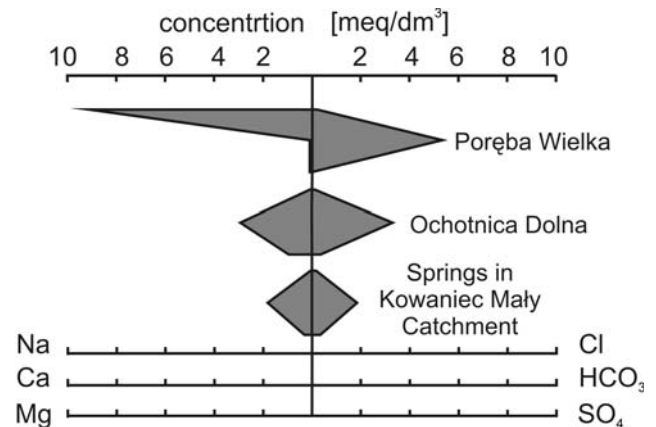 concentrtion [meq/dm³]
10 8 6 4 2 2 4 6 8 10
Poręba Wielka
Ochotnica Dolna
Springs in
Kowaniec Mały
Catchment
Na Cl
Ca HCO₃
Mg SO₄